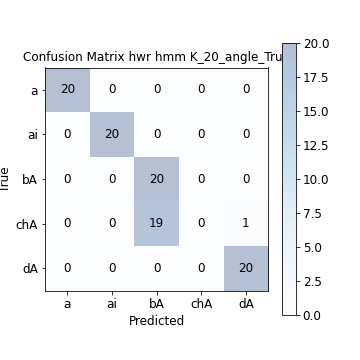 Confusion Matrix hwr hmm K_20_angle_Tru
a 20 0 0 0 0
ai 0 20 0 0 0
bA 0 0 20 0 0
chA 0 0 19 0 1
dA 0 0 0 0 20
a ai bA chA dA
Predicted
True
20.0
17.5
15.0
12.5
10.0
7.5
5.0
2.5
0.0